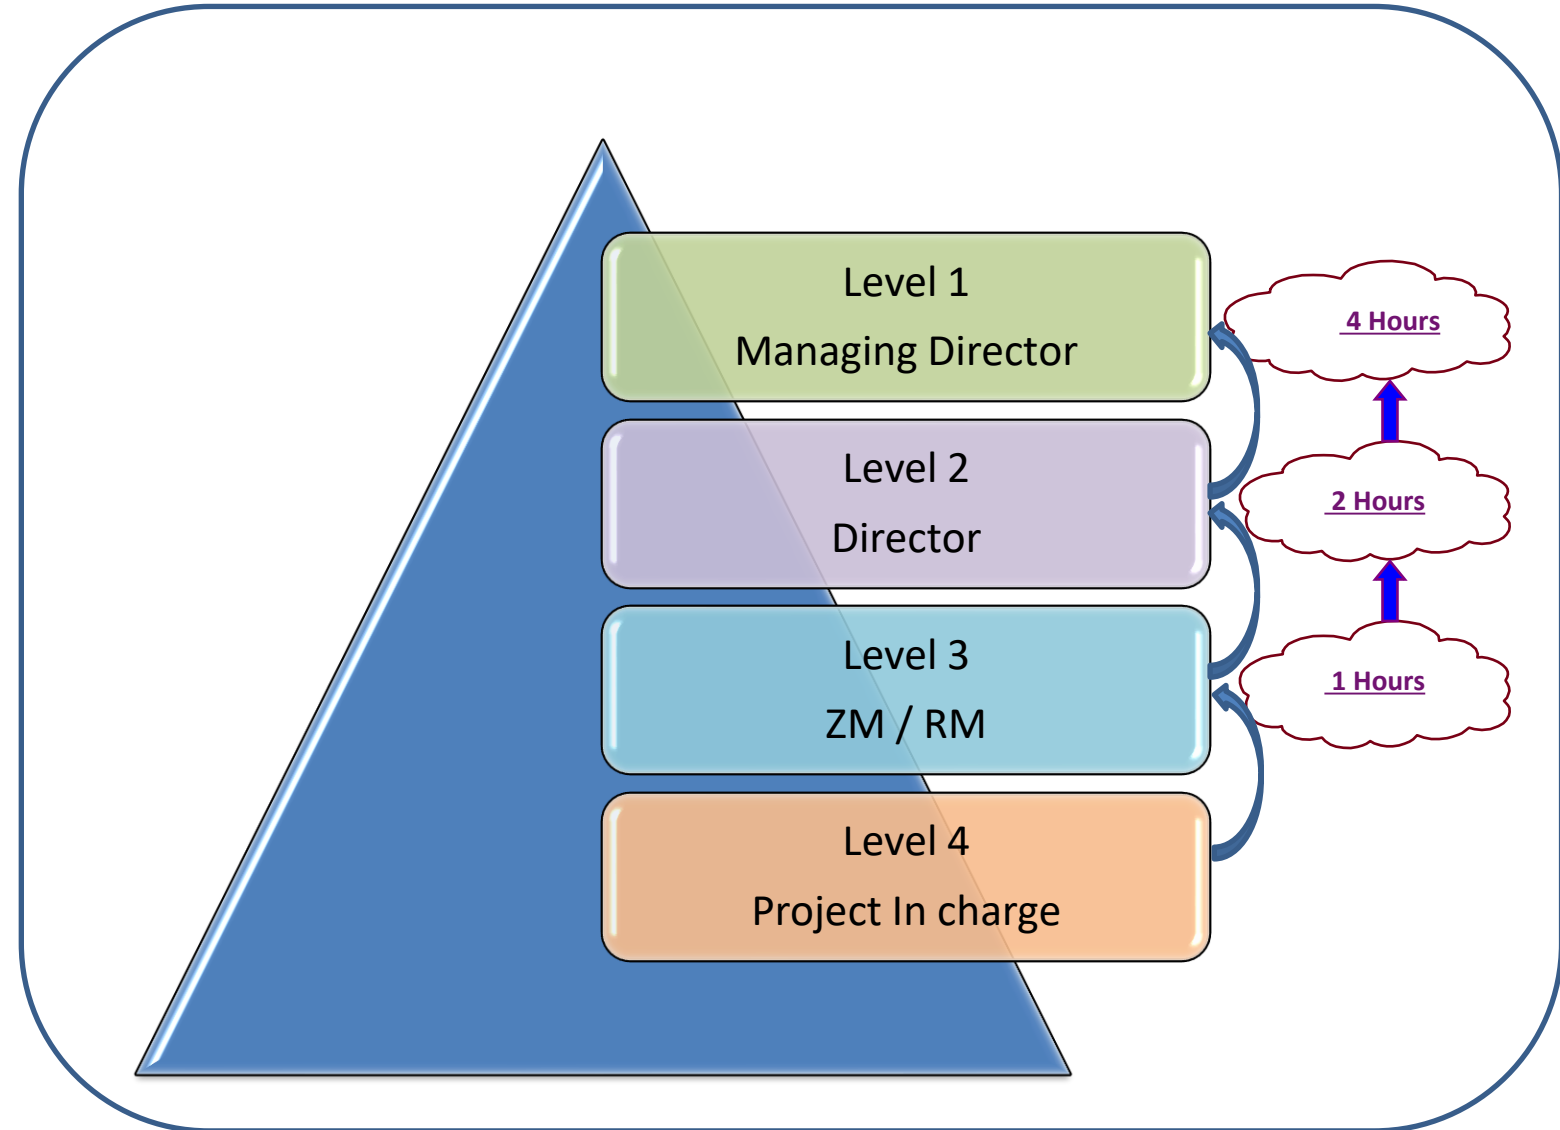 Level 1
Managing Director
4 Hours
Level 2
Director
2 Hours
Level 3
ZM / RM
1 Hours
Level 4
Project In charge